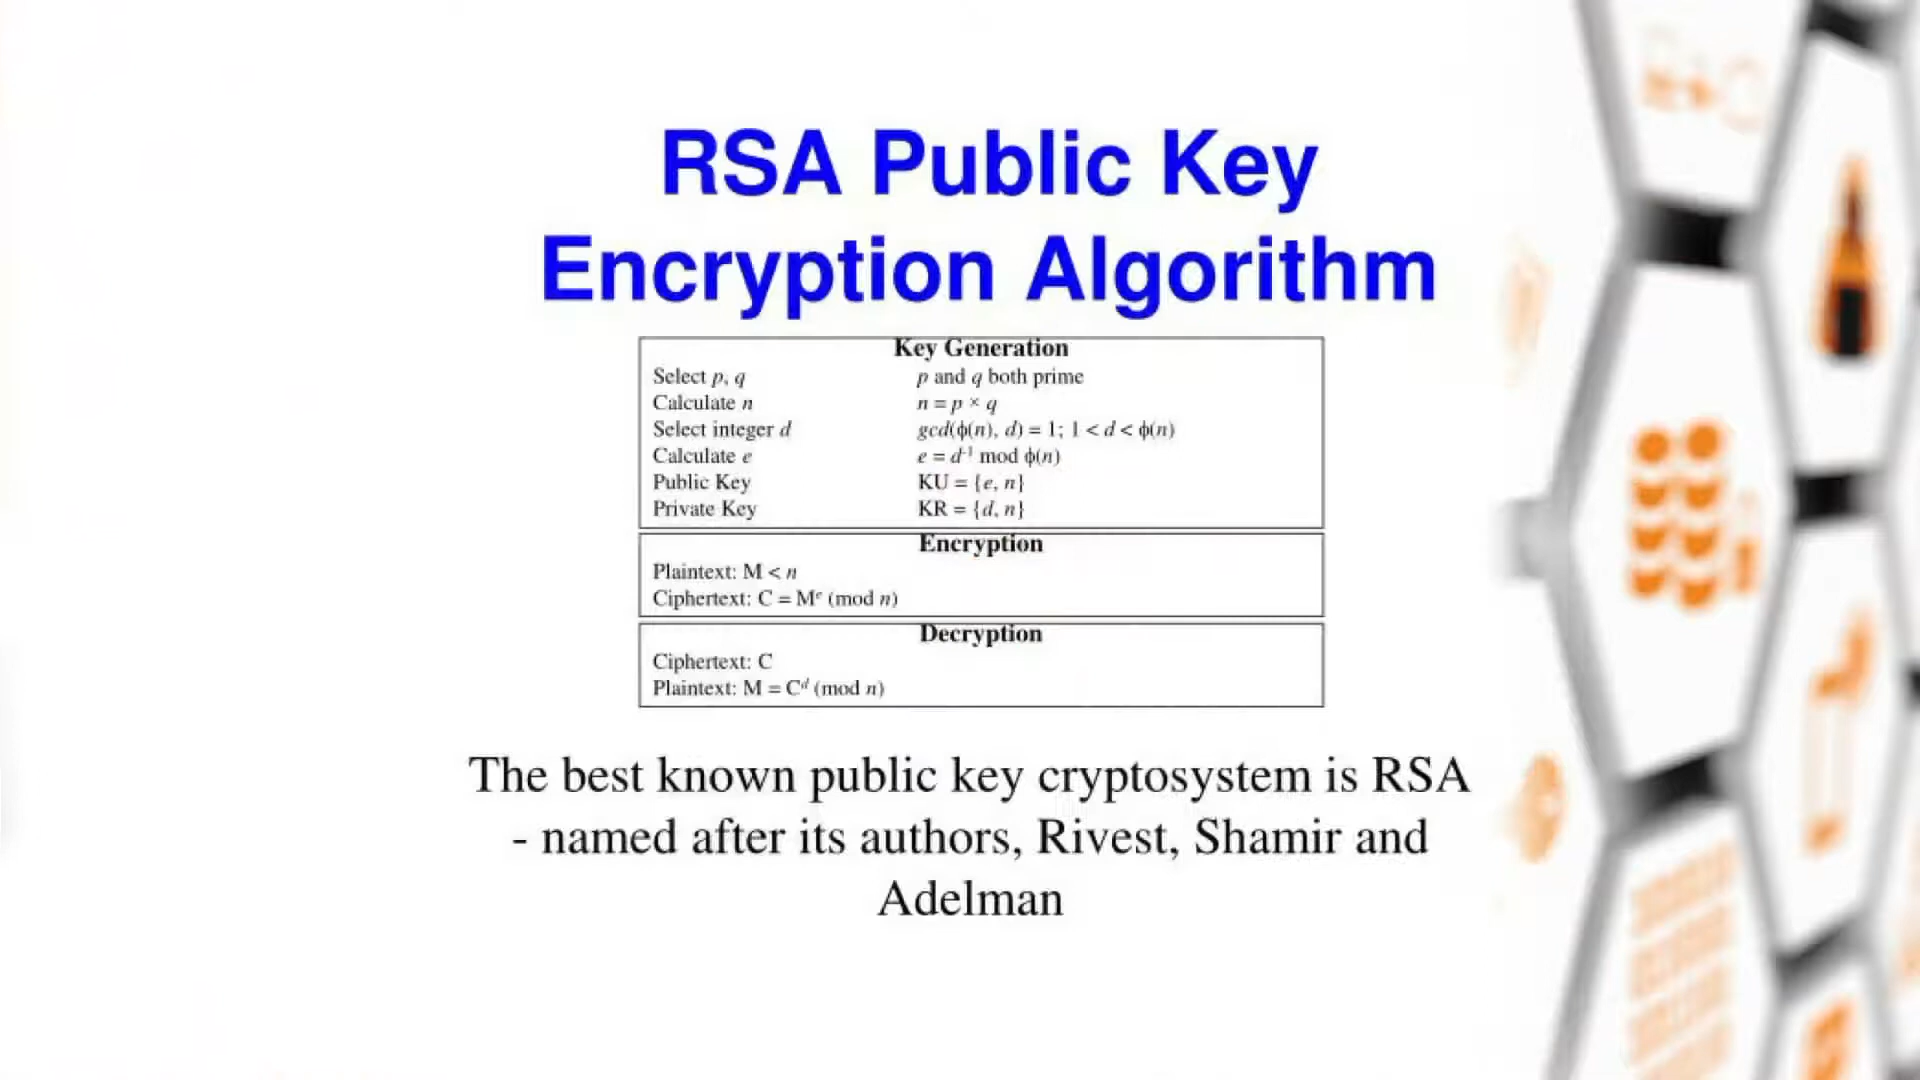 RSA Public Key
Encryption Algorithm
Key Generation
Select p, q p and q both prime
Calculate n n = p × q
Select integer d gcd(ϕ(n), d) = 1; 1 < d < ϕ(n)
Calculate e e = d⁻¹ mod ϕ(n)
Public Key KU = {e, n}
Private Key KR = {d, n}
Encryption
Plaintext: M < n
Ciphertext: C = Mᵉ (mod n)
Decryption
Ciphertext: C
Plaintext: M = Cᵈ (mod n)
The best known public key cryptosystem is RSA
- named after its authors, Rivest, Shamir and
Adelman